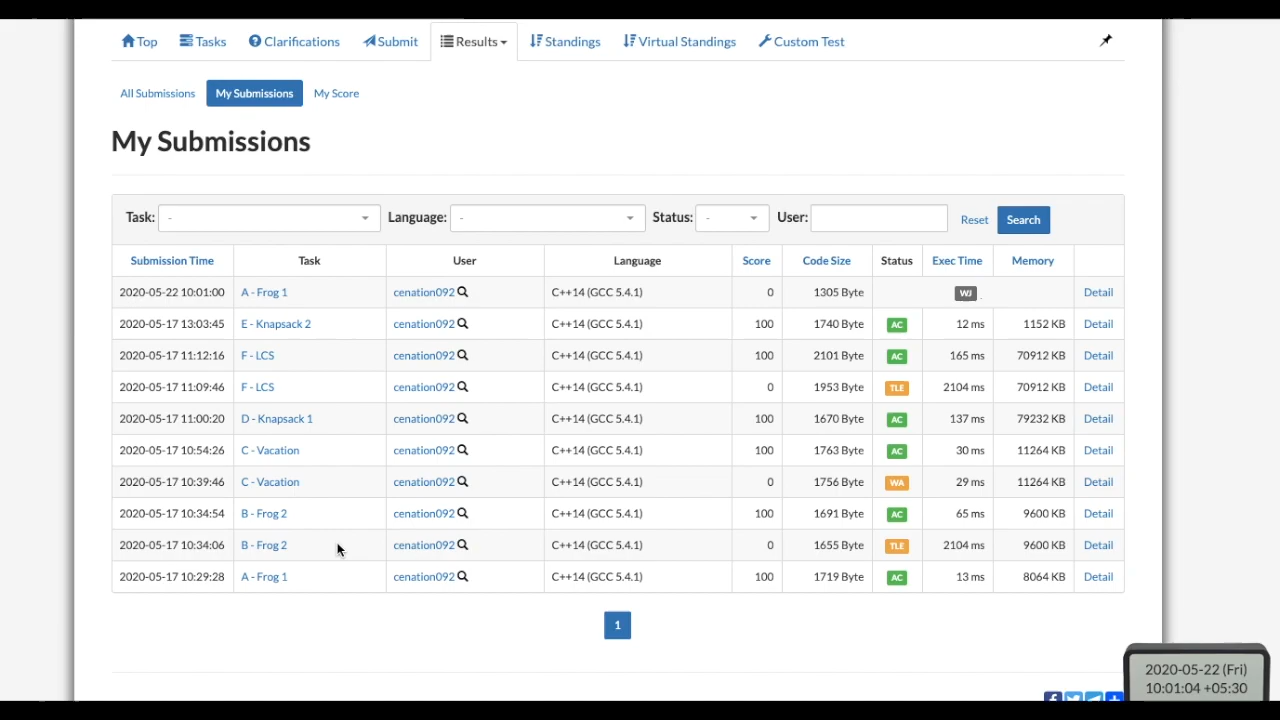 Top Tasks Clarifications Submit Results Standings Virtual Standings Custom Test
All Submissions My Submissions My Score
My Submissions
Task: - Language: - Status: - User: Reset Search
Submission Time Task User Language Score Code Size Status Exec Time Memory
2020-05-22 10:01:00 A - Frog 1 cenation092 C++14 (GCC 5.4.1) 0 1305 Byte WJ Detail
2020-05-17 13:03:45 E - Knapsack 2 cenation092 C++14 (GCC 5.4.1) 100 1740 Byte AC 12 ms 1152 KB Detail
2020-05-17 11:12:16 F - LCS cenation092 C++14 (GCC 5.4.1) 100 2101 Byte AC 165 ms 70912 KB Detail
2020-05-17 11:09:46 F - LCS cenation092 C++14 (GCC 5.4.1) 0 1953 Byte TLE 2104 ms 70912 KB Detail
2020-05-17 11:00:20 D - Knapsack 1 cenation092 C++14 (GCC 5.4.1) 100 1670 Byte AC 137 ms 79232 KB Detail
2020-05-17 10:54:26 C - Vacation cenation092 C++14 (GCC 5.4.1) 100 1763 Byte AC 30 ms 11264 KB Detail
2020-05-17 10:39:46 C - Vacation cenation092 C++14 (GCC 5.4.1) 0 1756 Byte WA 29 ms 11264 KB Detail
2020-05-17 10:34:54 B - Frog 2 cenation092 C++14 (GCC 5.4.1) 100 1691 Byte AC 65 ms 9600 KB Detail
2020-05-17 10:34:06 B - Frog 2 cenation092 C++14 (GCC 5.4.1) 0 1655 Byte TLE 2104 ms 9600 KB Detail
2020-05-17 10:29:28 A - Frog 1 cenation092 C++14 (GCC 5.4.1) 100 1719 Byte AC 13 ms 8064 KB Detail
1
2020-05-22 (Fri)
10:01:04 +05:30